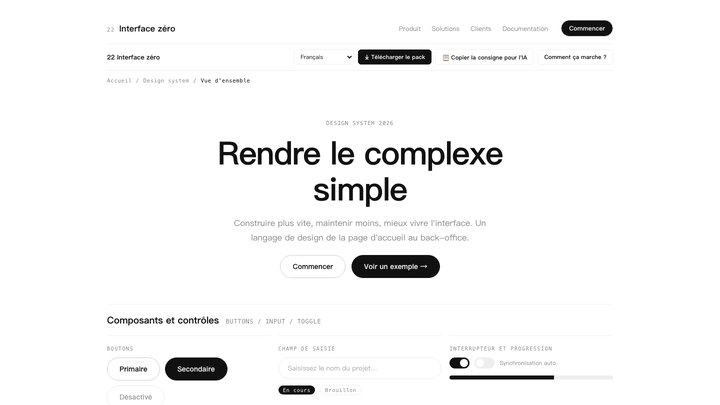 22 Interface zéro
Produit Solutions Clients Documentation Commencer
22 Interface zéro
Français ⤓ Télécharger le pack 📋 Copier la consigne pour l'IA Comment ça marche ?
Accueil / Design system / Vue d'ensemble
DESIGN SYSTEM 2026
Rendre le complexe
simple
Construire plus vite, maintenir moins, mieux vivre l'interface. Un
langage de design de la page d'accueil au back-office.
Commencer Voir un exemple →
Composants et contrôles BUTTONS / INPUT / TOGGLE
BOUTONS
Primaire Secondaire
Désactivé
CHAMP DE SAISIE
Saisissez le nom du projet…
En cours Brouillon
INTERRUPTEUR ET PROGRESSION
Synchronisation auto